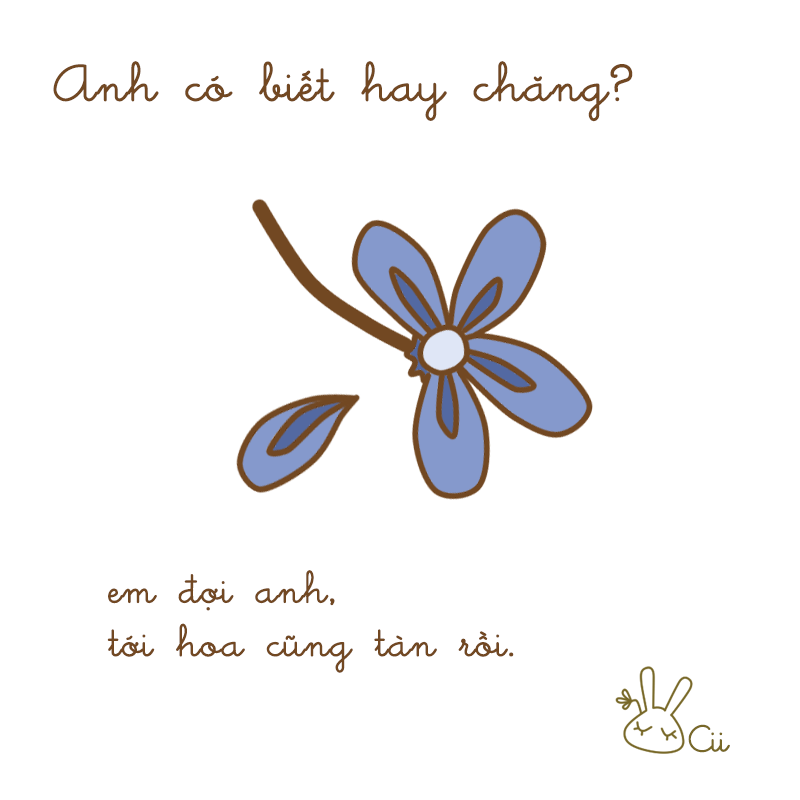 Anh có biết hay chăng?
em đợi anh,
tới hoa cũng tàn rồi.
Cii